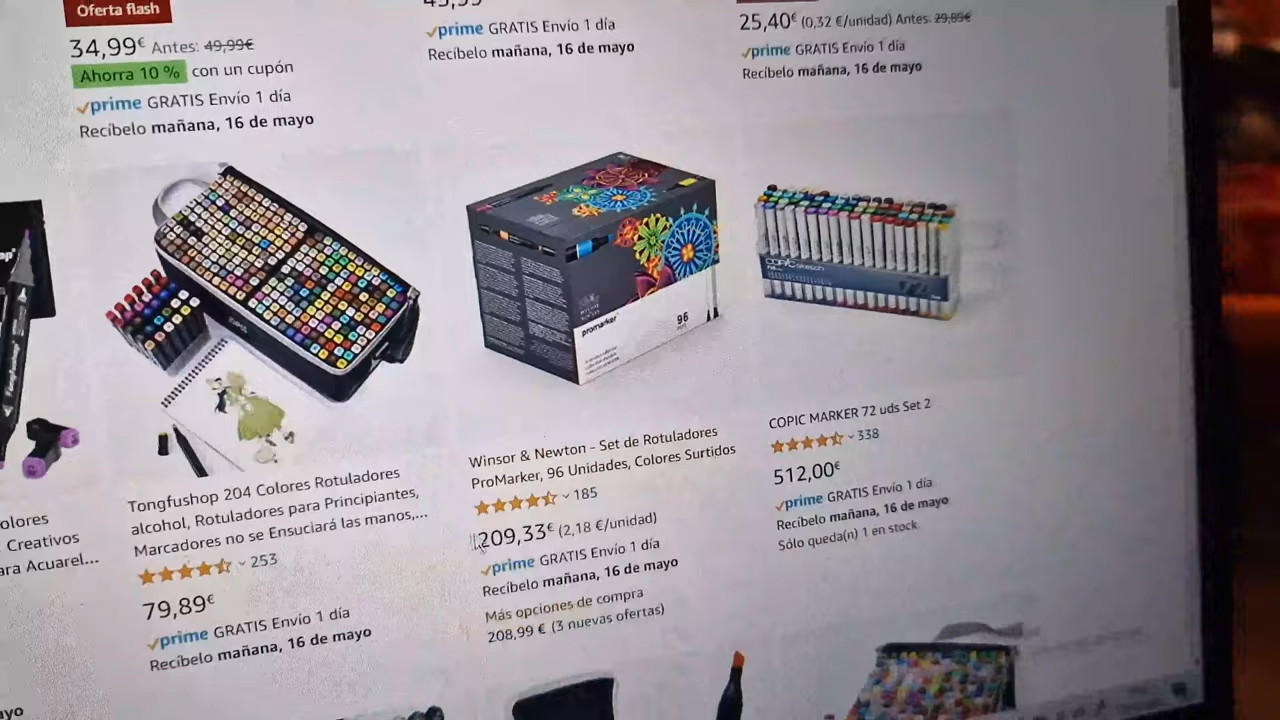 Oferta flash
34,99€ Antes: 49,99€
Ahorra 10 % con un cupón
prime GRATIS Envío 1 día
Recíbelo mañana, 16 de mayo
prime GRATIS Envío 1 día
Recíbelo mañana, 16 de mayo
25,40€ (0,32 €/unidad) Antes: 29,89€
prime GRATIS Envío 1 día
Recíbelo mañana, 16 de mayo
olores
Creativos
ara Acuarel...
Tongfushop 204 Colores Rotuladores
alcohol, Rotuladores para Principiantes,
Marcadores no se Ensuciará las manos,...
253
79,89€
prime GRATIS Envío 1 día
Recíbelo mañana, 16 de mayo
promarker
96
Winsor & Newton - Set de Rotuladores
ProMarker, 96 Unidades, Colores Surtidos
185
209,33€ (2,18 €/unidad)
prime GRATIS Envío 1 día
Recíbelo mañana, 16 de mayo
Más opciones de compra
208,99 € (3 nuevas ofertas)
COPIC
72
COPIC MARKER 72 uds Set 2
338
512,00€
prime GRATIS Envío 1 día
Recíbelo mañana, 16 de mayo
Sólo queda(n) 1 en stock.
ayo